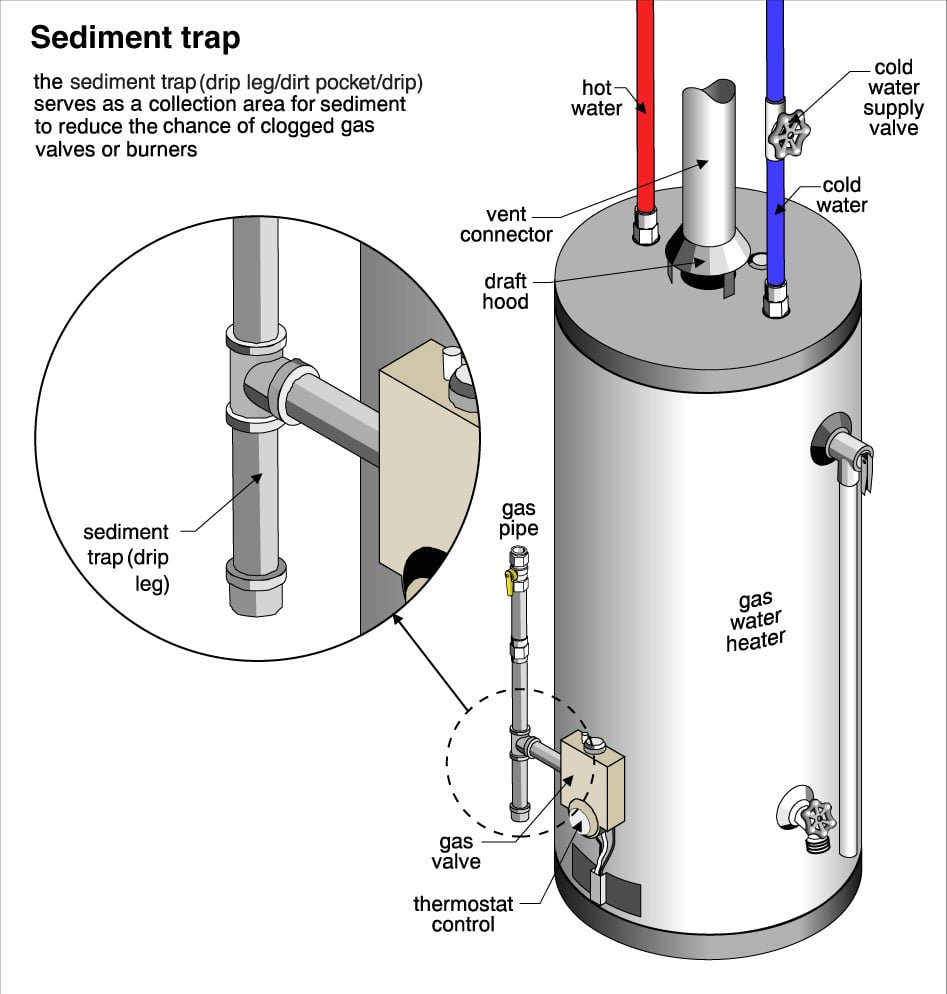 Sediment trap
the sediment trap (drip leg/dirt pocket/drip)
serves as a collection area for sediment
to reduce the chance of clogged gas
valves or burners
hot
water
cold
water
supply
valve
cold
water
vent
connector
draft
hood
sediment
trap (drip
leg)
gas
pipe
gas
water
heater
gas
valve
thermostat
control